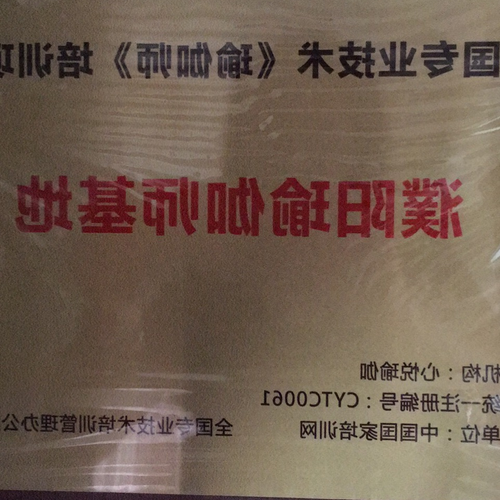 国专业技术《瑜伽师》培训项
濮阳瑜伽师基地
机构：心悦瑜伽
统一注册编号：CYTC0061
单位：中国国家培训网 全国专业技术培训管理办公